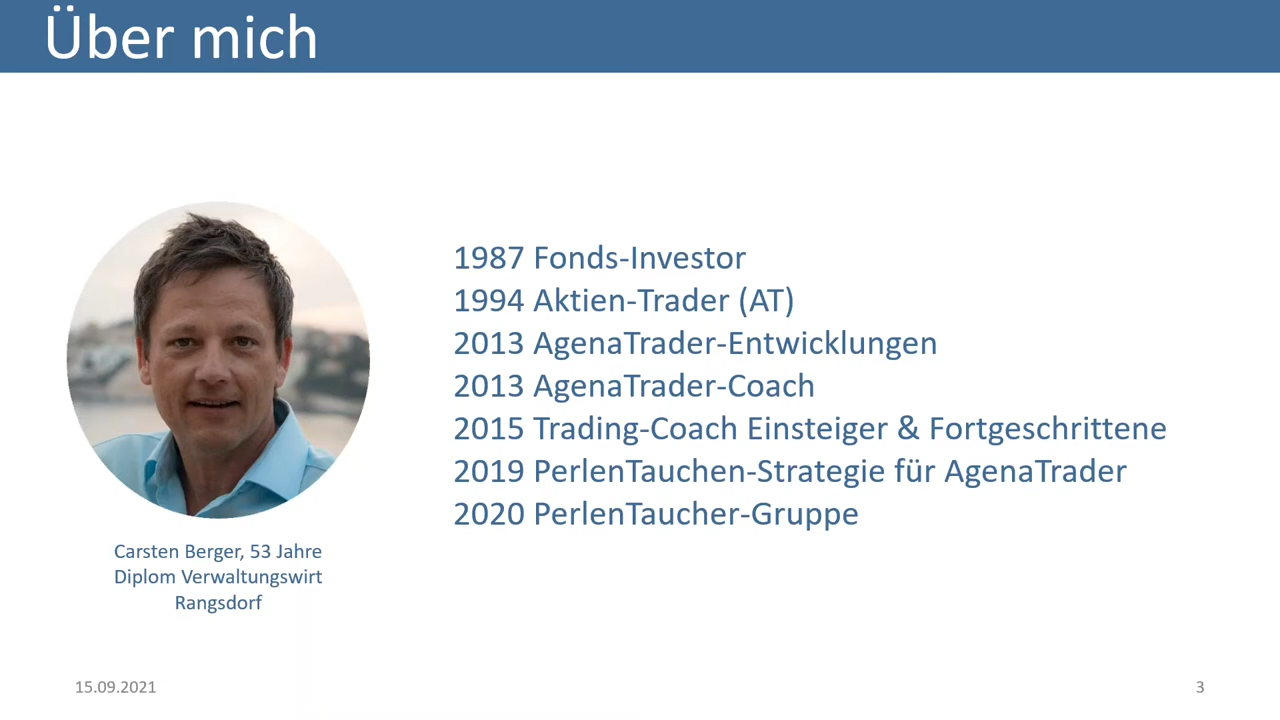 Über mich
1987 Fonds-Investor
1994 Aktien-Trader (AT)
2013 AgenaTrader-Entwicklungen
2013 AgenaTrader-Coach
2015 Trading-Coach Einsteiger & Fortgeschrittene
2019 PerlenTauchen-Strategie für AgenaTrader
2020 PerlenTaucher-Gruppe
Carsten Berger, 53 Jahre
Diplom Verwaltungswirt
Rangsdorf
15.09.2021
3